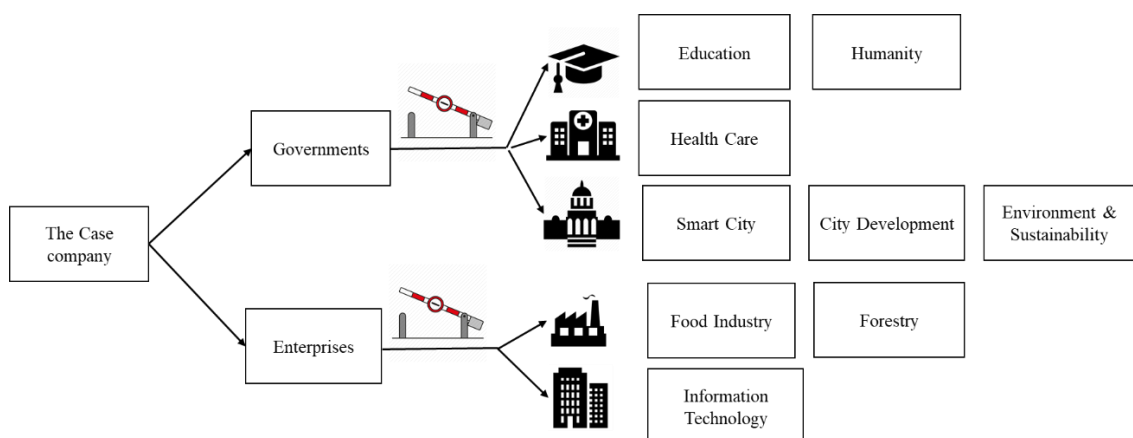 Education
Humanity
Governments
Health Care
The Case
company
Smart City
City Development
Environment &
Sustainability
Enterprises
Food Industry
Forestry
Information
Technology